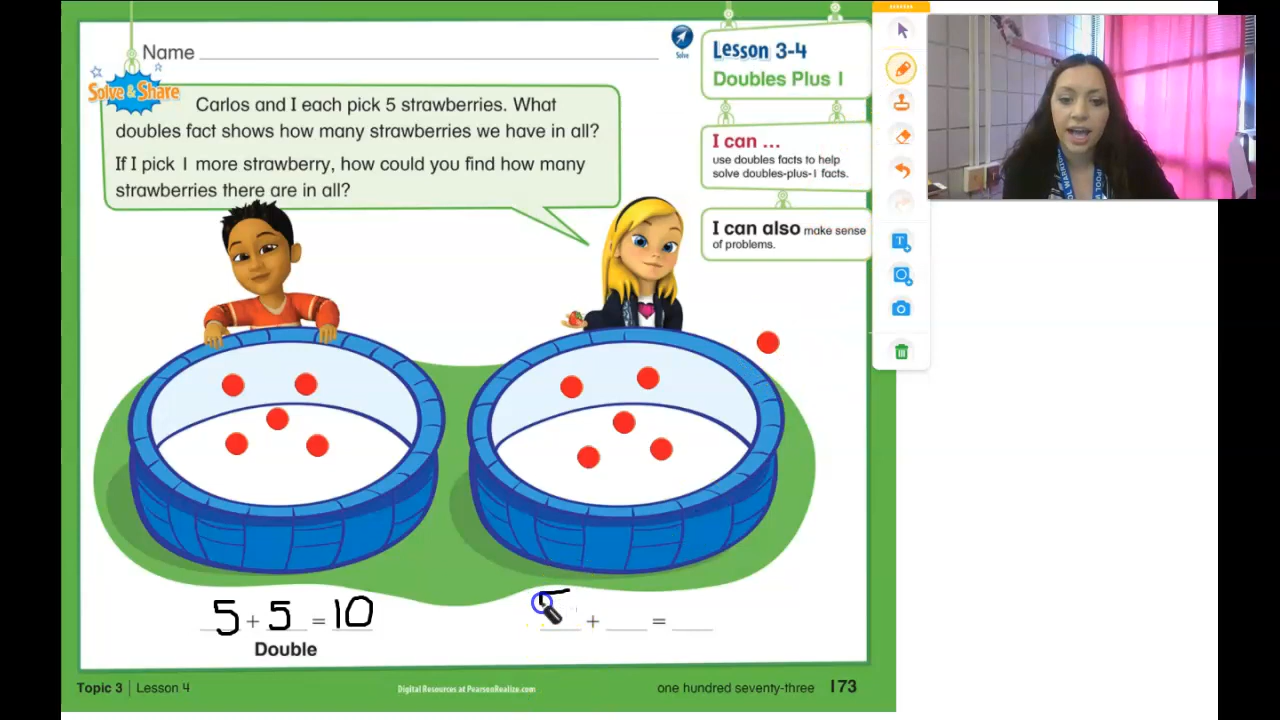 Name
Solve
Lesson 3-4
Doubles Plus 1
Solve & Share
Carlos and I each pick 5 strawberries. What
doubles fact shows how many strawberries we have in all?
If I pick 1 more strawberry, how could you find how many
strawberries there are in all?
I can ...
use doubles facts to help
solve doubles-plus-1 facts.
I can also make sense
of problems.
5 + 5 = 10
Double
+ =
Topic 3 | Lesson 4
Digital Resources at PearsonRealize.com
one hundred seventy-three 173